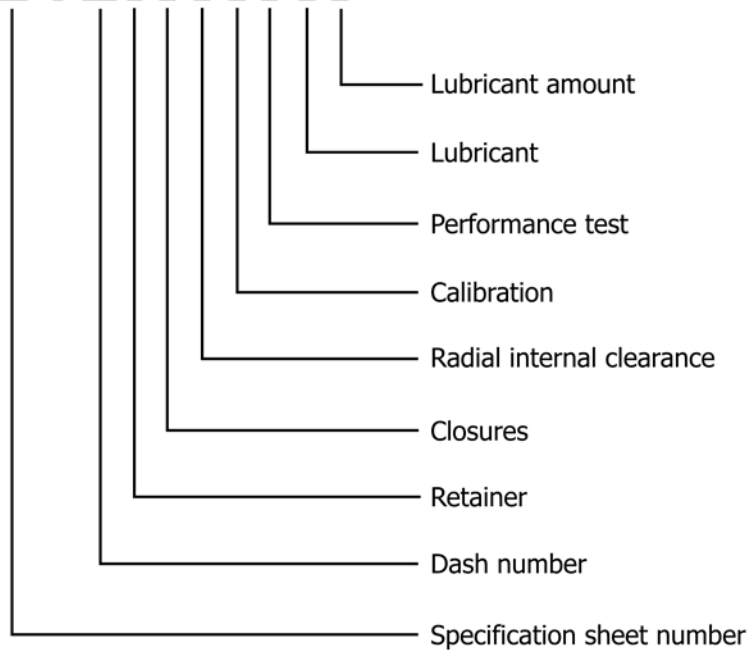 Lubricant amount
Lubricant
Performance test
Calibration
Radial internal clearance
Closures
Retainer
Dash number
Specification sheet number